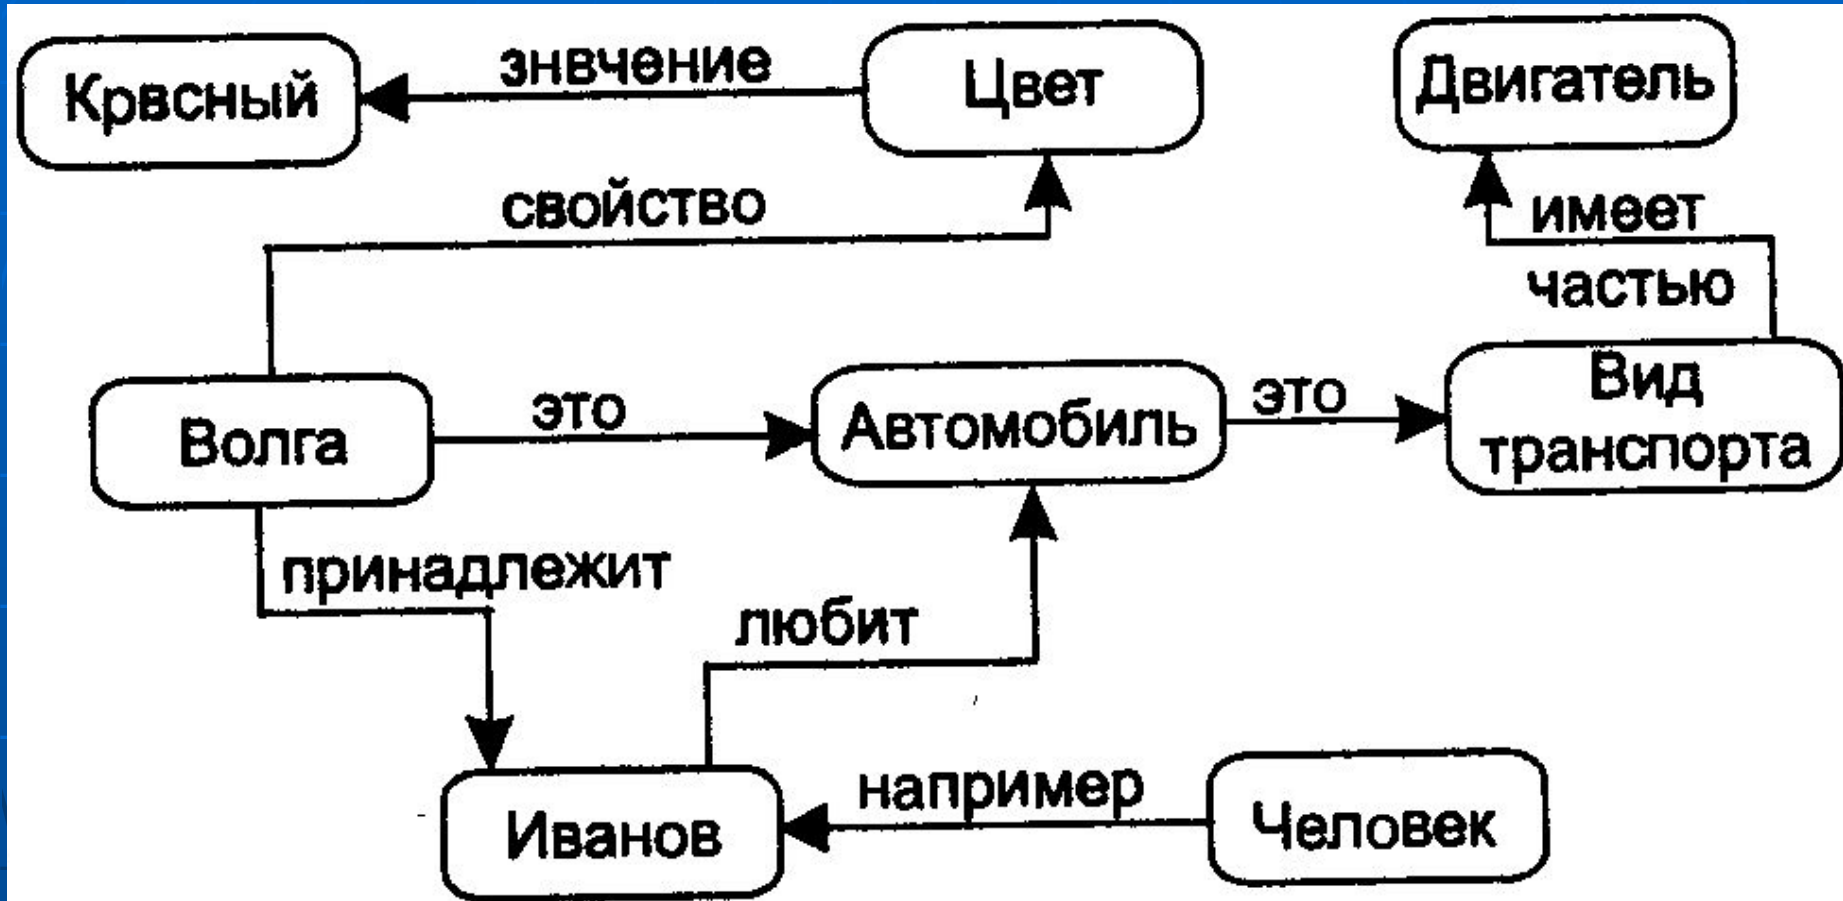 Крвсный
знвчение
Цвет
Двигатель
свойство
имеет
частью
Волга
это
Автомобиль
это
Вид
транспорта
принадлежит
любит
Иванов
например
Человек